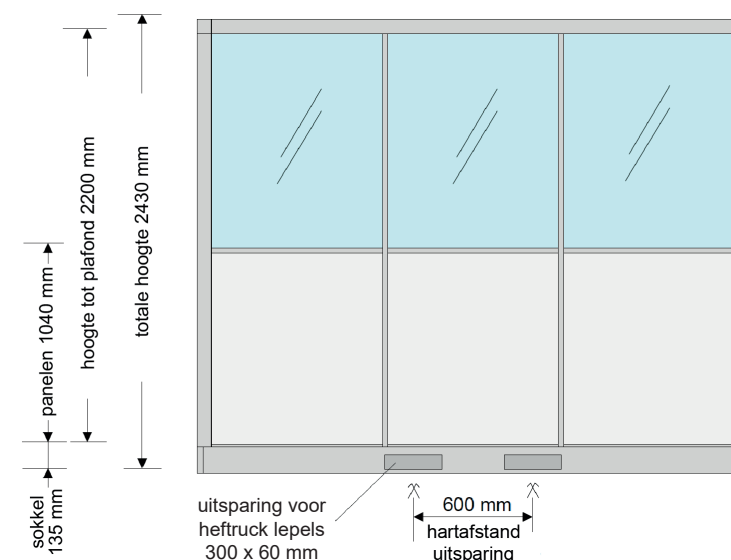 panelen 1040 mm
hoogte tot plafond 2200 mm
totale hoogte 2430 mm
sokkel
135 mm
uitsparing voor
heftruck lepels
300 x 60 mm
600 mm
hartafstand
uitsparing